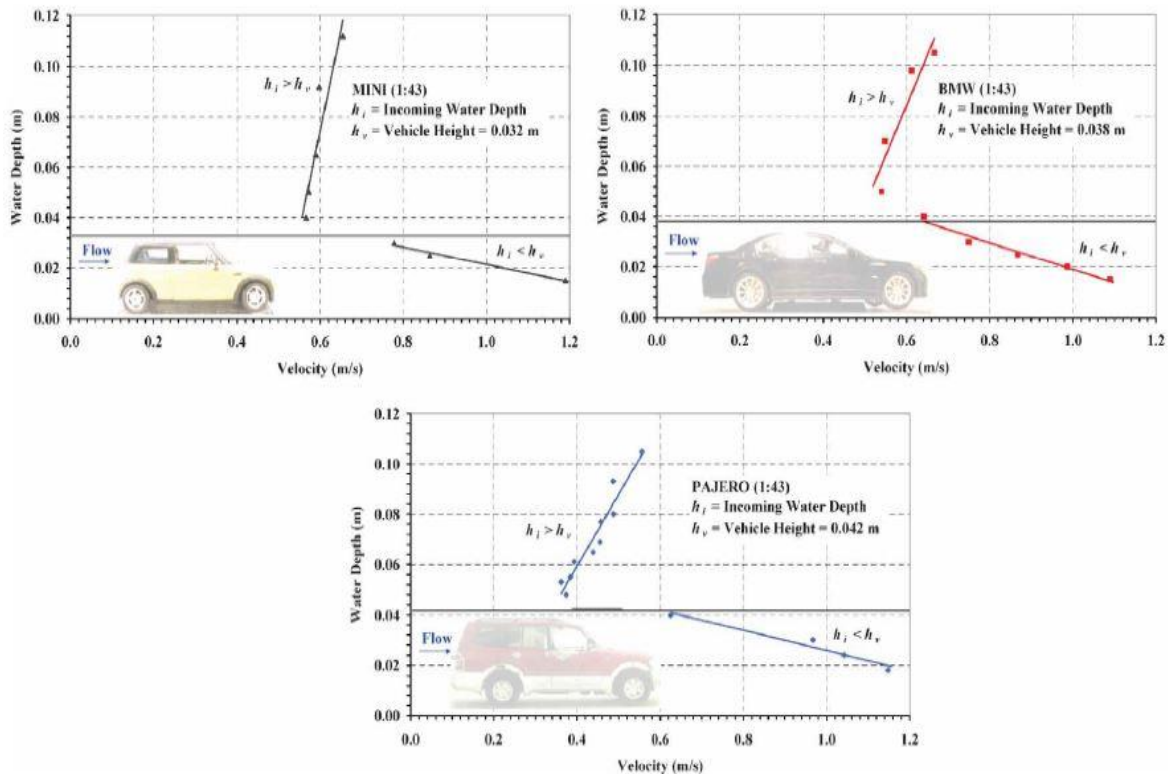 0.12
0.10
0.08
0.06
0.04
0.02
0.00
Water Depth (m)
h i > h v
MINI (1:43)
h i = Incoming Water Depth
h v = Vehicle Height = 0.032 m
Flow
h i < h v
0.0 0.2 0.4 0.6 0.8 1.0 1.2
Velocity (m/s)
0.12
0.10
0.08
0.06
0.04
0.02
0.00
Water Depth (m)
h i > h v
BMW (1:43)
h i = Incoming Water Depth
h v = Vehicle Height = 0.038 m
Flow
h i < h v
0.0 0.2 0.4 0.6 0.8 1.0 1.2
Velocity (m/s)
0.12
0.10
0.08
0.06
0.04
0.02
0.00
Water Depth (m)
h i > h v
PAJERO (1:43)
h i = Incoming Water Depth
h v = Vehicle Height = 0.042 m
Flow
h i < h v
0.0 0.2 0.4 0.6 0.8 1.0 1.2
Velocity (m/s)